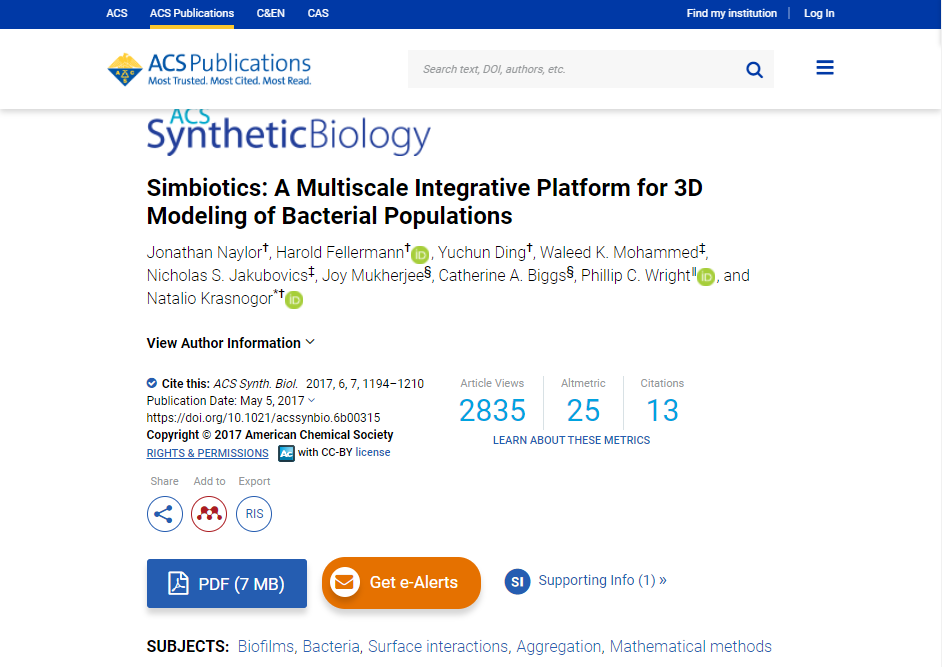 ACS ACS Publications C&EN CAS Find my institution Log In
ACS Publications
Most Trusted. Most Cited. Most Read.
Search text, DOI, authors, etc.
ACS
Synthetic Biology
Simbiotics: A Multiscale Integrative Platform for 3D
Modeling of Bacterial Populations
Jonathan Naylor†, Harold Fellermann† iD, Yuchun Ding†, Waleed K. Mohammed‡,
Nicholas S. Jakubovics‡, Joy Mukherjee§, Catherine A. Biggs§, Phillip C. Wright∥ iD, and
Natalio Krasnogor*† iD
View Author Information
Cite this: ACS Synth. Biol. 2017, 6, 7, 1194–1210
Publication Date: May 5, 2017
https://doi.org/10.1021/acssynbio.6b00315
Copyright © 2017 American Chemical Society
RIGHTS & PERMISSIONS Ac with CC-BY license
Article Views Altmetric Citations
2835 25 13
LEARN ABOUT THESE METRICS
Share Add to Export
RIS
PDF (7 MB) Get e-Alerts SI Supporting Info (1) »
SUBJECTS: Biofilms, Bacteria, Surface interactions, Aggregation, Mathematical methods